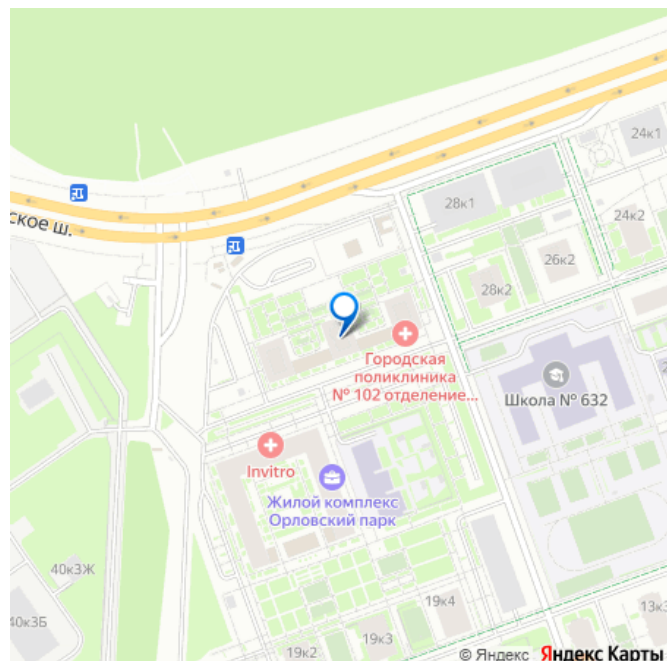 24к1
28к1
ское ш.
24к2
26к2
28к2
Городская
поликлиника
№ 102 отделение...
Школа № 632
Invitro
Жилой комплекс
Орловский парк
40к3Ж
40к3Б
19к4
13к3
19к3
19к2
© Яндекс Яндекс Карты